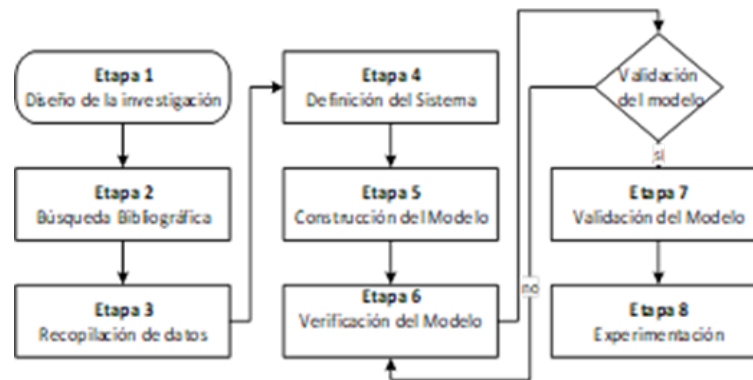 Etapa 1
Diseño de la investigación
Etapa 2
Búsqueda Bibliográfica
Etapa 3
Recopilación de datos
Etapa 4
Definición del Sistema
Etapa 5
Construcción del Modelo
Etapa 6
Verificación del Modelo
Validación
del modelo
si
no
Etapa 7
Validación del Modelo
Etapa 8
Experimentación